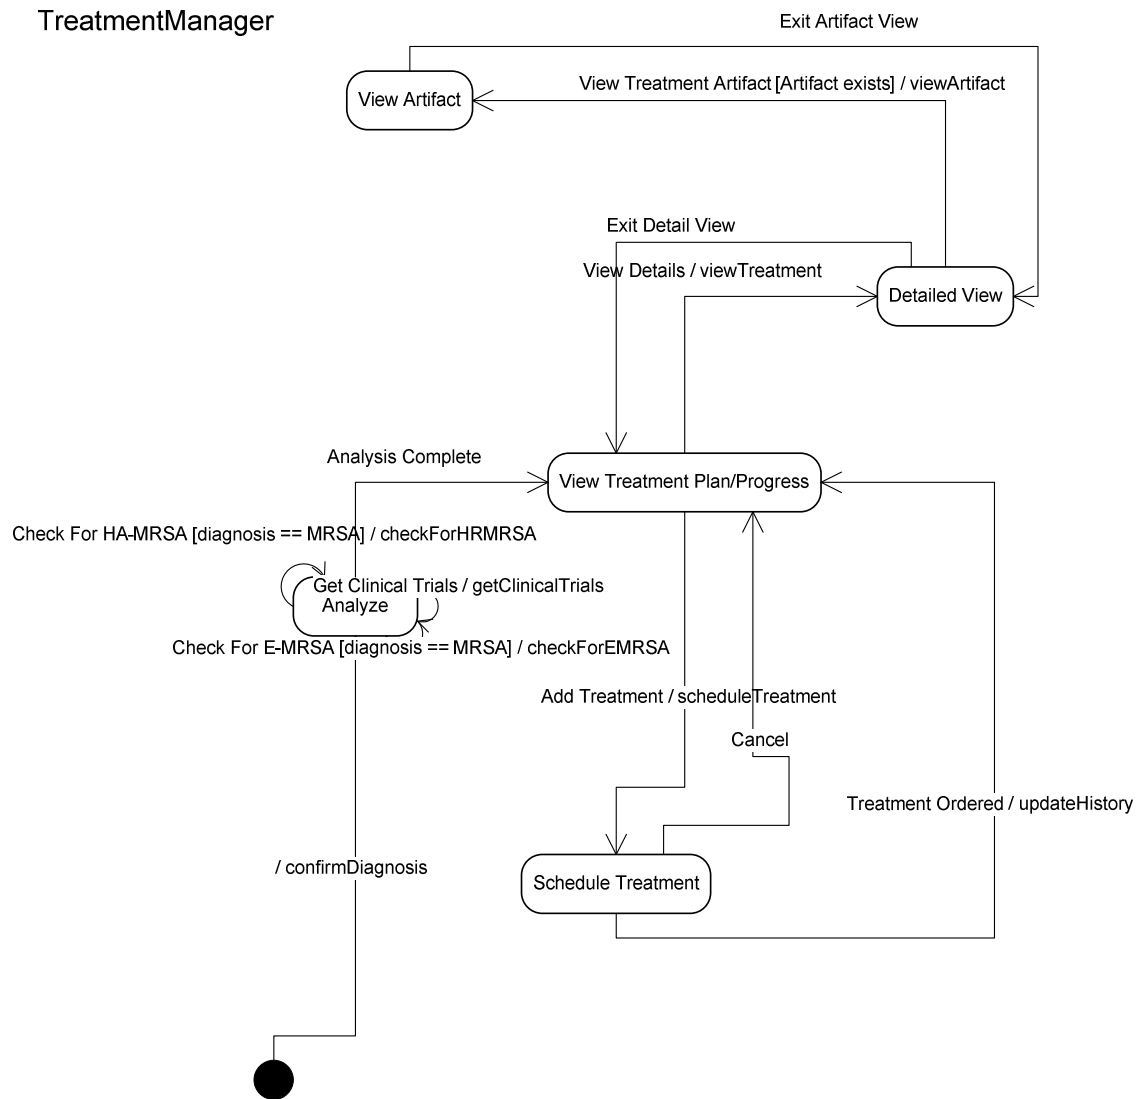 TreatmentManager
Exit Artifact View
View Treatment Artifact [Artifact exists] / viewArtifact
View Artifact
Exit Detail View
View Details / viewTreatment
Detailed View
Analysis Complete
View Treatment Plan/Progress
Check For HA-MRSA [diagnosis == MRSA] / checkForHRMRSA
Get Clinical Trials / getClinicalTrials
Analyze
Check For E-MRSA [diagnosis == MRSA] / checkForEMRSA
Add Treatment / scheduleTreatment
Cancel
Treatment Ordered / updateHistory
/ confirmDiagnosis
Schedule Treatment